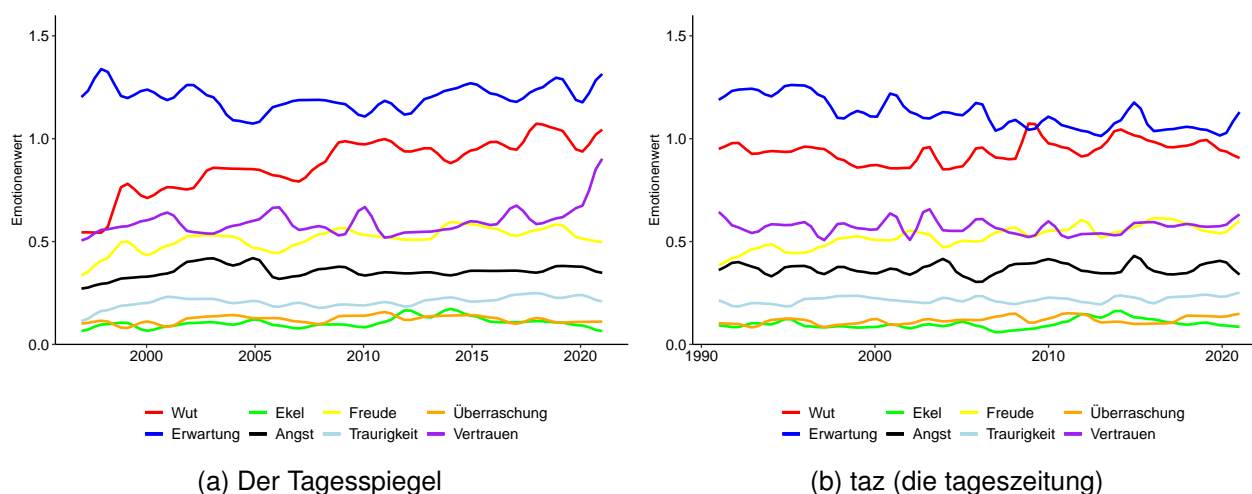 1.5
1.0
0.5
0.0
Emotionenwert
2000 2005 2010 2015 2020
Wut Ekel Freude Überraschung
Erwartung Angst Traurigkeit Vertrauen
(a) Der Tagesspiegel
1.5
1.0
0.5
0.0
Emotionenwert
1990 2000 2010 2020
Wut Ekel Freude Überraschung
Erwartung Angst Traurigkeit Vertrauen
(b) taz (die tageszeitung)